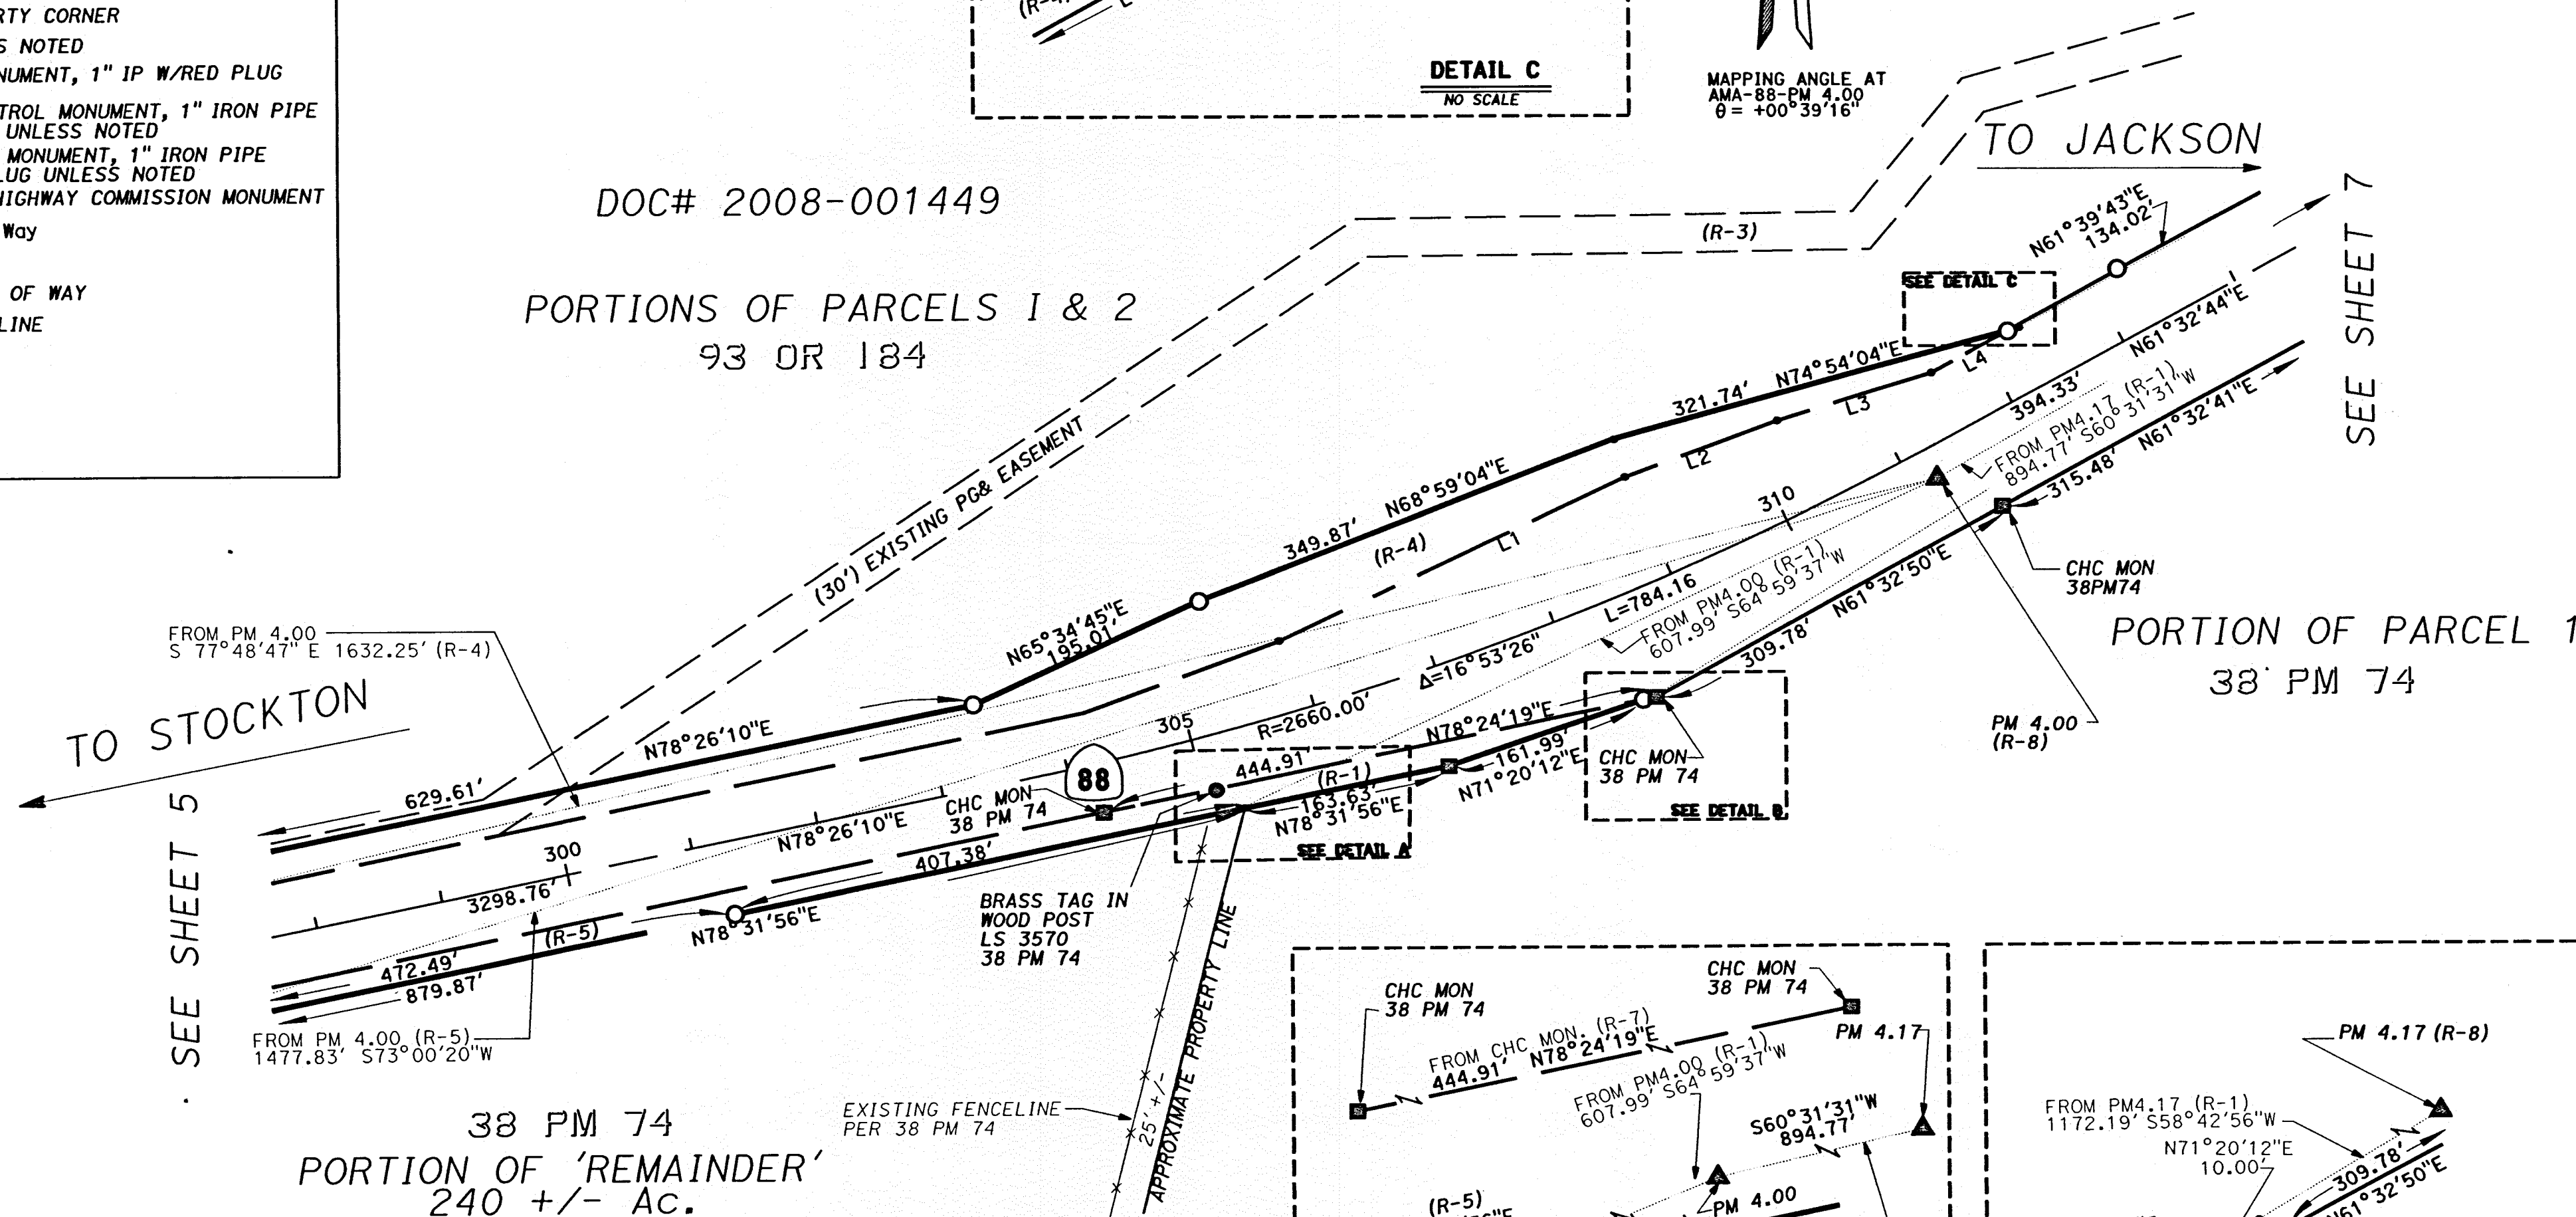 RTY CORNER
S NOTED
NUMENT, 1" IP W/RED PLUG
TROL MONUMENT, 1" IRON PIPE
UNLESS NOTED
MONUMENT, 1" IRON PIPE
LUG UNLESS NOTED
HIGHWAY COMMISSION MONUMENT
Way
OF WAY
LINE
DETAIL C
NO SCALE
MAPPING ANGLE AT
AMA-88-PM 4.00
θ= +00°39'16"
TO JACKSON
SEE SHEET 7
DOC# 2008-001449
PORTIONS OF PARCELS I & 2
93 OR 184
(R-3)
N61°39'43"E
134.02'
SEE DETAIL C
N61°32'44"E
394.33'
L4
L3
L2
L1
N74°54'04"E
321.74'
N68°59'04"E
349.87'
(R-4)
FROM PM4.17 (R-1)
894.77' S60°31'31"W
N61°32'41"E
315.48'
310
(30') EXISTING PG& EASEMENT
CHC MON
38PM74
PORTION OF PARCEL 1
38 PM 74
PM 4.00
(R-8)
N61°32'50"E
309.78'
FROM PM4.00 (R-1)
607.99' S64°59'37"W
L=784.16
Δ=16°53'26"
R=2660.00'
305
N65°34'45"E
195.01'
FROM PM 4.00
S 77°48'47" E 1632.25' (R-4)
TO STOCKTON
N78°26'10"E
629.61'
SEE SHEET 5
88
444.91'
N78°24'19"E
(R-1)
163.63'
N78°31'56"E
161.99'
N71°20'12"E
CHC MON
38 PM 74
SEE DETAIL B
SEE DETAIL A
CHC MON
38 PM 74
N78°26'10"E
300
3298.76'
407.38'
N78°31'56"E
(R-5)
472.49'
879.87'
FROM PM 4.00 (R-5)
1477.83' S73°00'20"W
BRASS TAG IN
WOOD POST
LS 3570
38 PM 74
APPROXIMATE PROPERTY LINE
25' +/-
EXISTING FENCELINE
PER 38 PM 74
38 PM 74
PORTION OF 'REMAINDER'
240 +/- Ac.
CHC MON
38 PM 74
CHC MON
38 PM 74
FROM CHC MON. (R-7)
444.91' N78°24'19"E
FROM PM4.00 (R-1)
607.99' S64°59'37"W
PM 4.17
S60°31'31"W
894.77'
PM 4.00
(R-5)
PM 4.17 (R-8)
FROM PM4.17 (R-1)
1172.19' S58°42'56"W
N71°20'12"E
10.00'
309.78'
N61°32'50"E